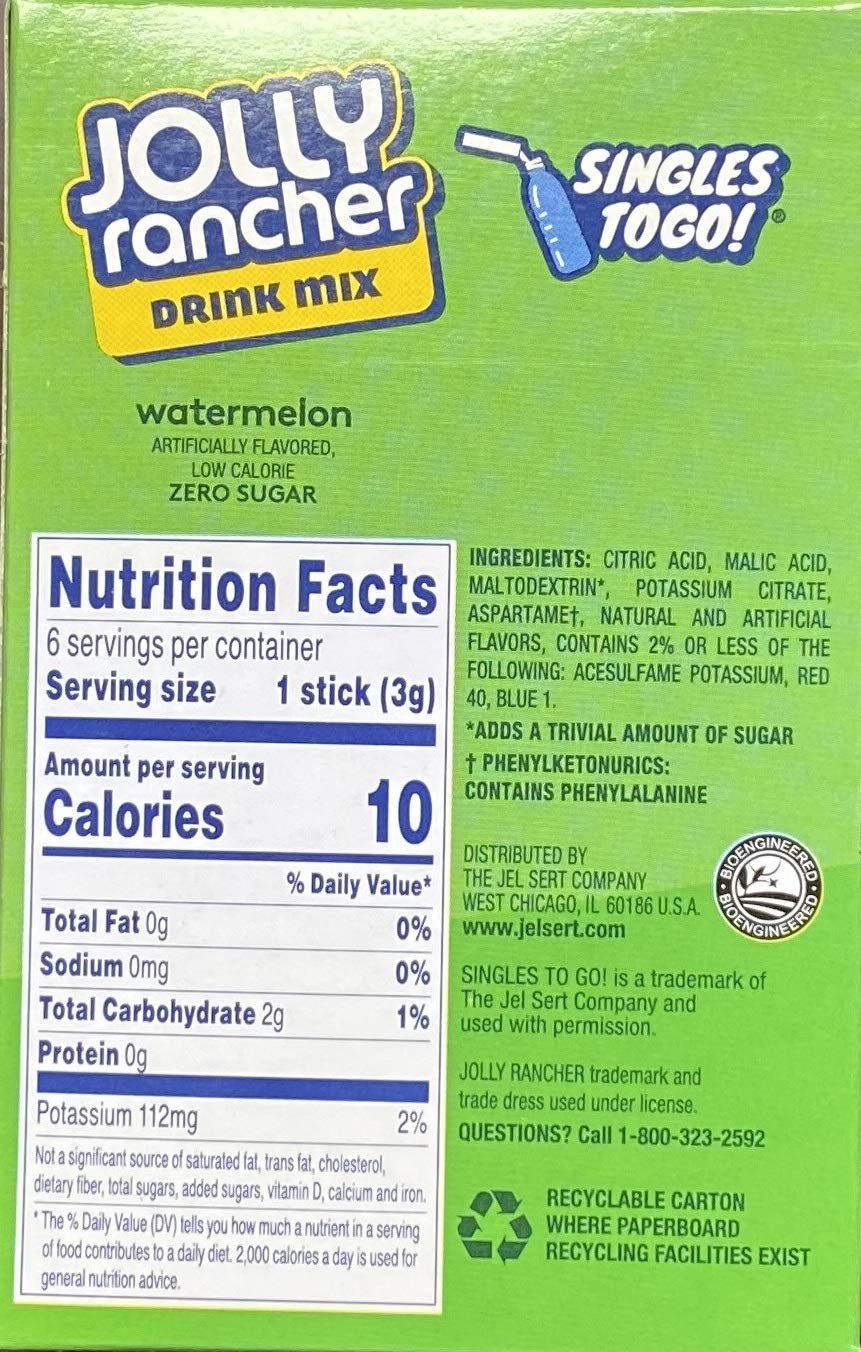 JOLLY
rancher
DRINK MIX
SINGLES
TO GO!®
watermelon
ARTIFICIALLY FLAVORED,
LOW CALORIE
ZERO SUGAR
Nutrition Facts
6 servings per container
Serving size 1 stick (3g)
Amount per serving
Calories 10
% Daily Value*
Total Fat 0g 0%
Sodium 0mg 0%
Total Carbohydrate 2g 1%
Protein 0g
Potassium 112mg 2%
Not a significant source of saturated fat, trans fat, cholesterol,
dietary fiber, total sugars, added sugars, vitamin D, calcium and iron.
* The % Daily Value (DV) tells you how much a nutrient in a serving
of food contributes to a daily diet. 2,000 calories a day is used for
general nutrition advice.
INGREDIENTS: CITRIC ACID, MALIC ACID,
MALTODEXTRIN*, POTASSIUM CITRATE,
ASPARTAME†, NATURAL AND ARTIFICIAL
FLAVORS, CONTAINS 2% OR LESS OF THE
FOLLOWING: ACESULFAME POTASSIUM, RED
40, BLUE 1.
*ADDS A TRIVIAL AMOUNT OF SUGAR
† PHENYLKETONURICS:
CONTAINS PHENYLALANINE
DISTRIBUTED BY
THE JEL SERT COMPANY
WEST CHICAGO, IL 60186 U.S.A.
www.jelsert.com
BIOENGINEERED
BIOENGINEERED
SINGLES TO GO! is a trademark of
The Jel Sert Company and
used with permission.
JOLLY RANCHER trademark and
trade dress used under license.
QUESTIONS? Call 1-800-323-2592
RECYCLABLE CARTON
WHERE PAPERBOARD
RECYCLING FACILITIES EXIST